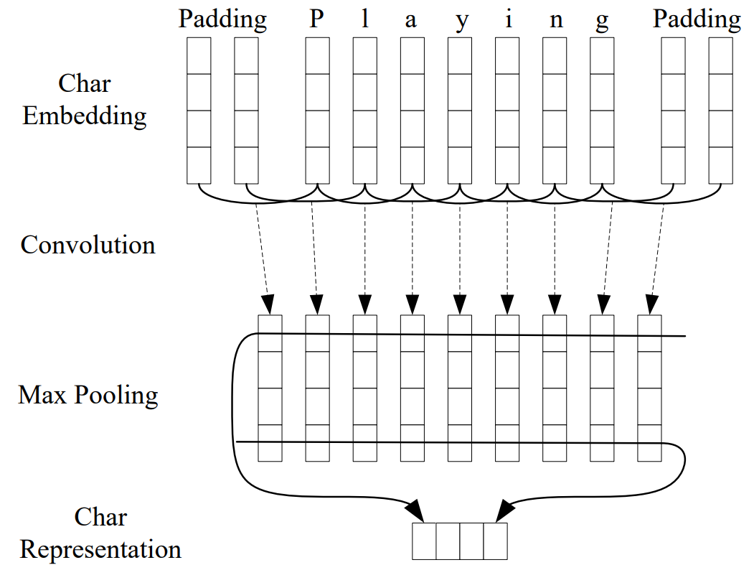 Padding P l a y i n g Padding
Char
Embedding
Convolution
Max Pooling
Char
Representation